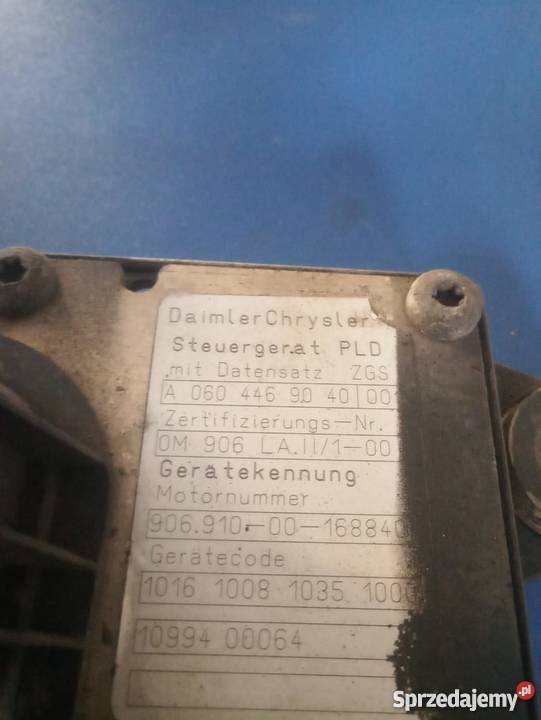 DaimlerChrysler
Steuergerat PLD
mit Datensatz ZGS
A 060 446 90 40 00
Zertifizierungs-Nr.
OM 906 LA.II/1-00
Gerätekennung
Motornummer
906.910-00-168840
Gerätecode
1016 1008 1035 100
10994 00064
Sprzedajemy.pl